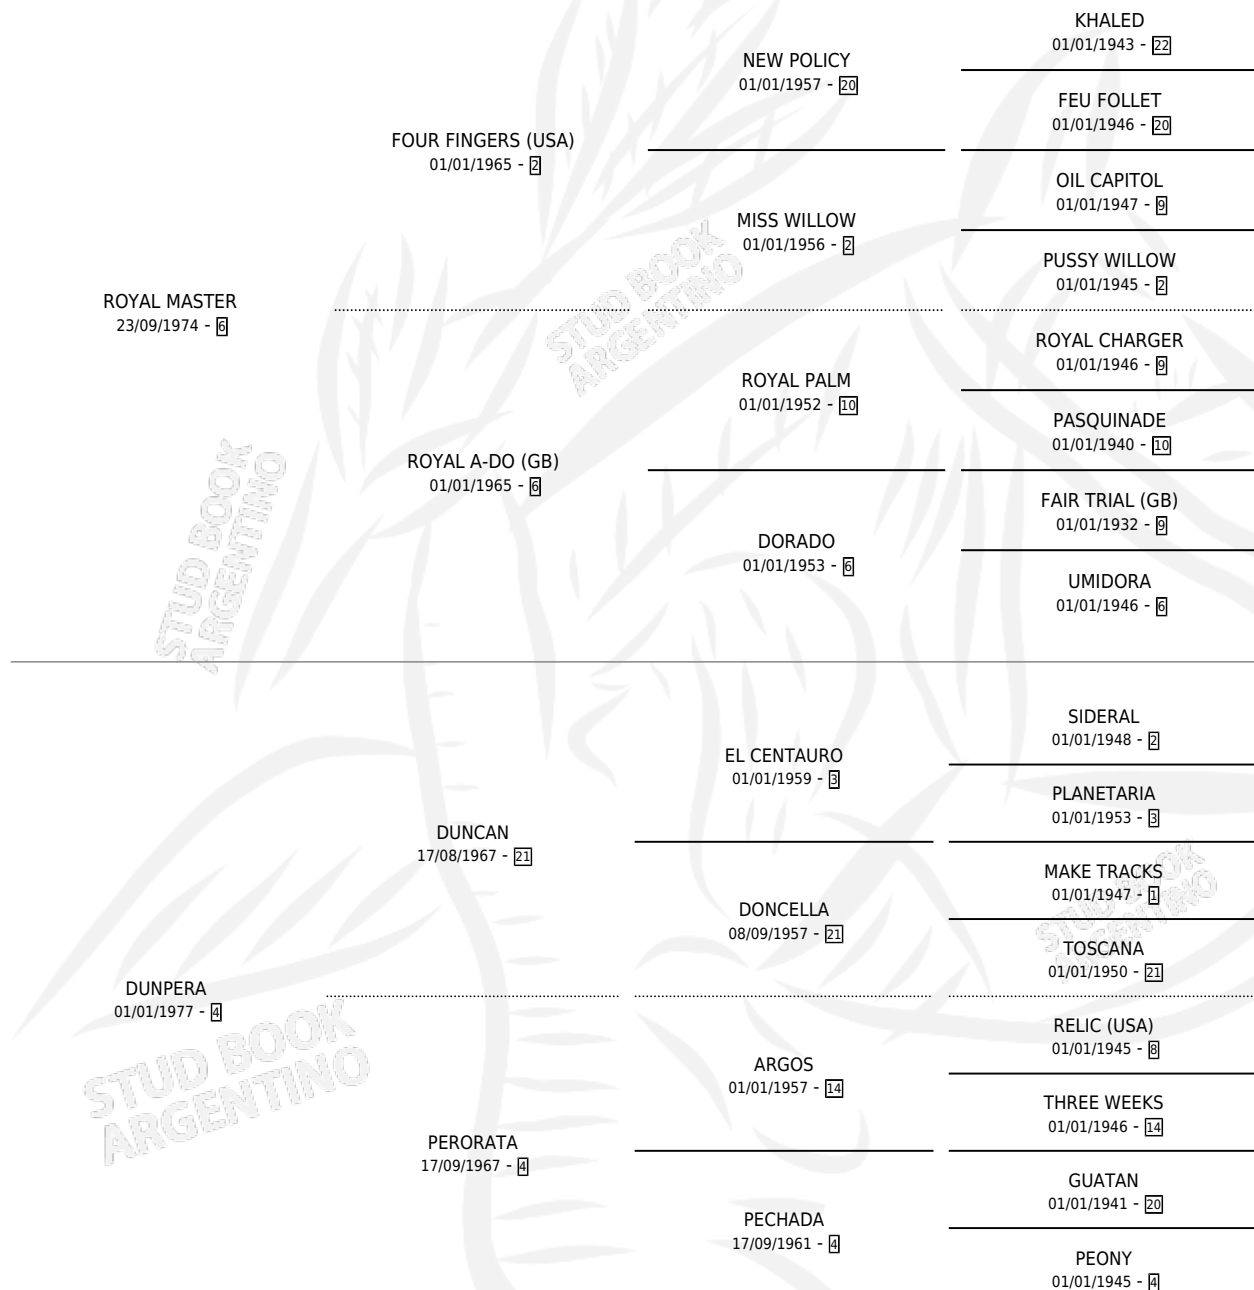 KHALED
01/01/1943 - 22
NEW POLICY
01/01/1957 - 20
FEU FOLLET
01/01/1946 - 20
FOUR FINGERS (USA)
01/01/1965 - 2
OIL CAPITOL
01/01/1947 - 9
MISS WILLOW
01/01/1956 - 2
PUSSY WILLOW
01/01/1945 - 2
ROYAL MASTER
23/09/1974 - 6
STUD BOOK
ARGENTINO
ROYAL CHARGER
01/01/1946 - 9
ROYAL PALM
01/01/1952 - 10
PASQUINADE
01/01/1940 - 10
ROYAL A-DO (GB)
01/01/1965 - 6
FAIR TRIAL (GB)
01/01/1932 - 9
DORADO
01/01/1953 - 6
UMIDORA
01/01/1946 - 6
STUD BOOK
ARGENTINO
SIDERAL
01/01/1948 - 2
EL CENTAURO
01/01/1959 - 3
PLANETARIA
01/01/1953 - 3
DUNCAN
17/08/1967 - 21
MAKE TRACKS
01/01/1947 - 1
DONCELLA
08/09/1957 - 21
STUD BOOK
ARGENTINO
TOSCANA
01/01/1950 - 21
DUNPERA
01/01/1977 - 4
STUD BOOK
ARGENTINO
RELIC (USA)
01/01/1945 - 8
ARGOS
01/01/1957 - 14
THREE WEEKS
01/01/1946 - 14
PERORATA
17/09/1967 - 4
GUATAN
01/01/1941 - 20
PECHADA
17/09/1961 - 4
PEONY
01/01/1945 - 4